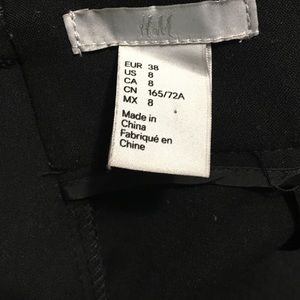 H&M
EUR 38
US 8
CA 8
CN 165/72A
MX 8
Made in
China
Fabriqué en
Chine